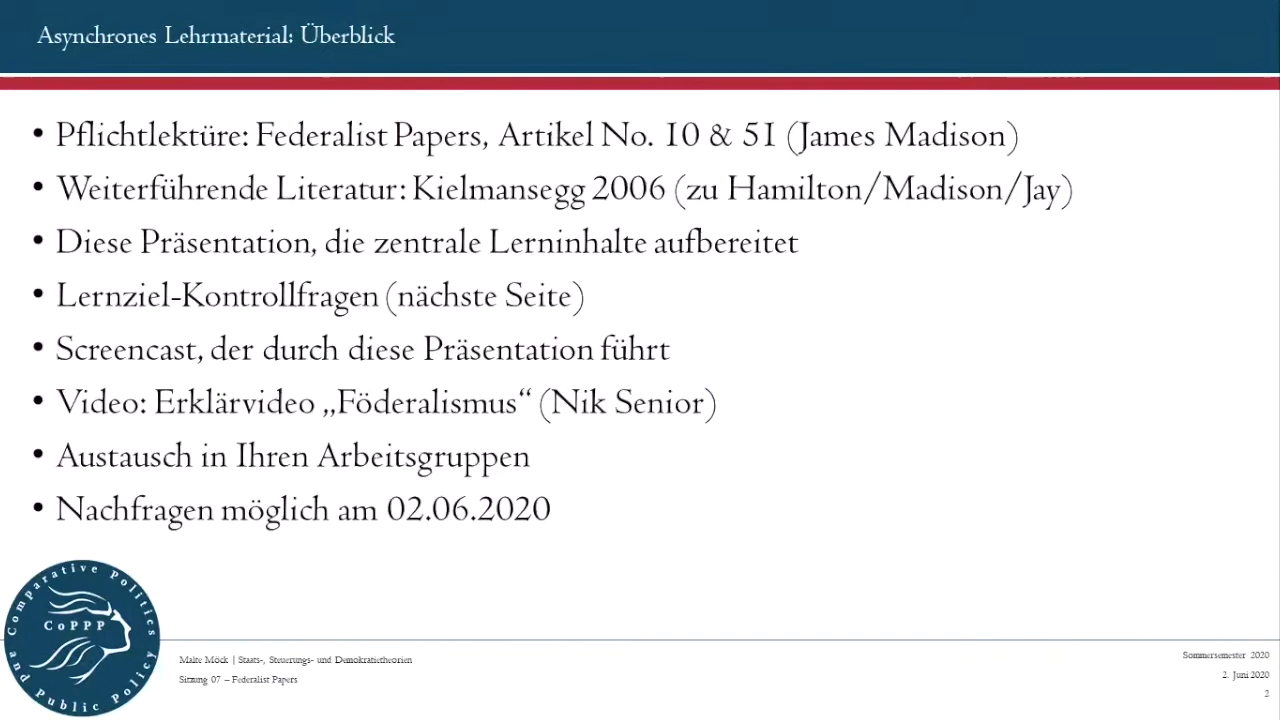 Asynchrones Lehrmaterial: Überblick
• Pflichtlektüre: Federalist Papers, Artikel No. 10 & 51 (James Madison)
• Weiterführende Literatur: Kielmansegg 2006 (zu Hamilton/Madison/Jay)
• Diese Präsentation, die zentrale Lerninhalte aufbereitet
• Lernziel-Kontrollfragen (nächste Seite)
• Screencast, der durch diese Präsentation führt
• Video: Erklärvideo „Föderalismus“ (Nik Senior)
• Austausch in Ihren Arbeitsgruppen
• Nachfragen möglich am 02.06.2020
Comparative Politics
CoPPP
and Public Policy
Malte Möck | Staats-, Steuerungs- und Demokratietheorien
Sitzung 07 – Federalist Papers
Sommersemester 2020
2. Juni 2020
2